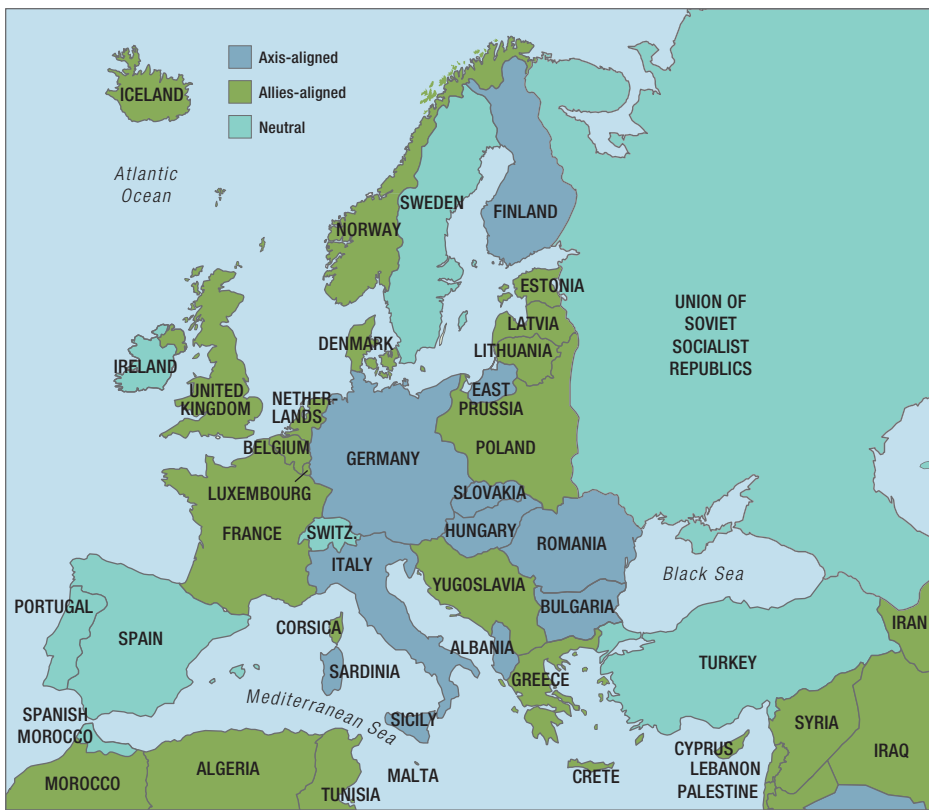 Axis-aligned
Allies-aligned
Neutral
ICELAND
Atlantic
Ocean
SWEDEN
FINLAND
NORWAY
ESTONIA
UNION OF
SOVIET
SOCIALIST
REPUBLICS
LATVIA
DENMARK
LITHUANIA
IRELAND
UNITED
KINGDOM
NETHER-
LANDS
EAST
PRUSSIA
BELGIUM
GERMANY
POLAND
LUXEMBOURG
SLOVAKIA
FRANCE
SWITZ.
HUNGARY
ROMANIA
ITALY
Black Sea
YUGOSLAVIA
PORTUGAL
BULGARIA
SPAIN
CORSICA
IRAN
ALBANIA
SARDINIA
TURKEY
GREECE
Mediterranean Sea
SPANISH
MOROCCO
SICILY
SYRIA
CYPRUS
IRAQ
LEBANON
MOROCCO
ALGERIA
MALTA
CRETE
PALESTINE
TUNISIA